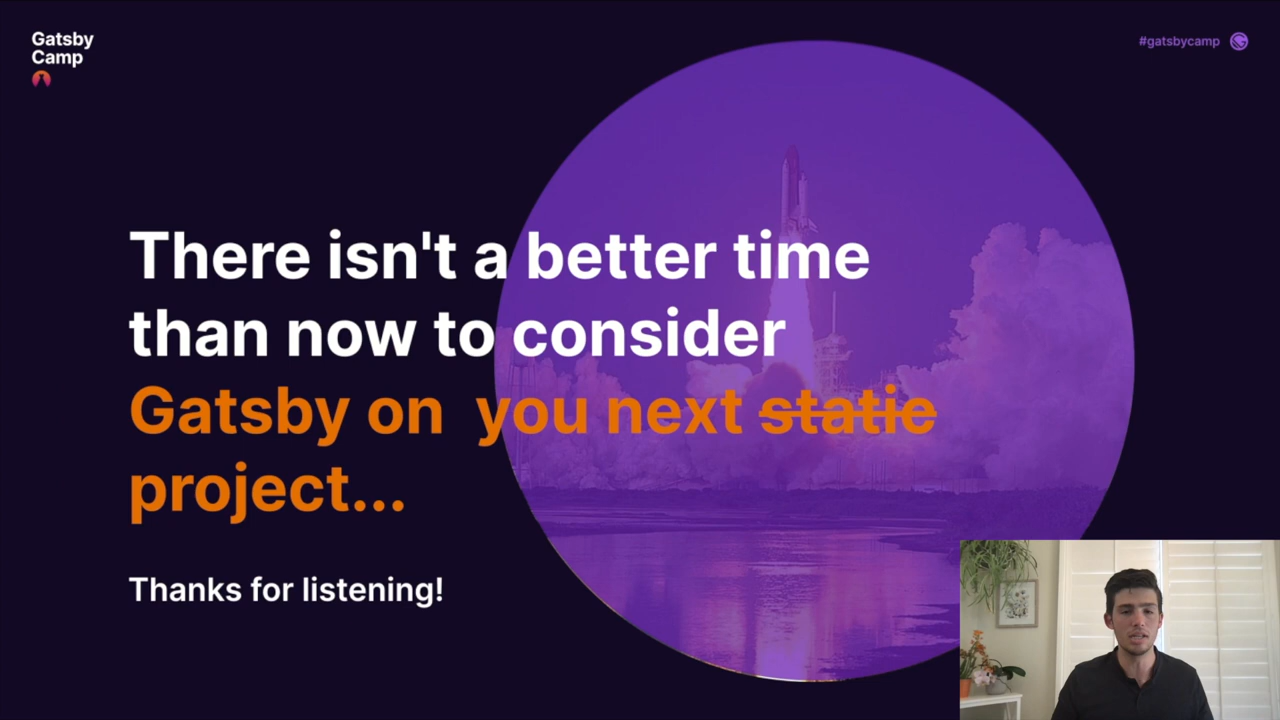 Gatsby
Camp
#gatsbycamp
There isn't a better time
than now to consider
Gatsby on  you next static
project...
Thanks for listening!